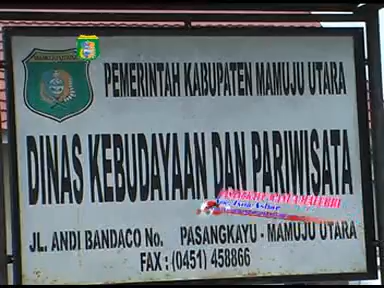 PEMERINTAH KABUPATEN MAMUJU UTARA
DINAS KEBUDAYAAN DAN PARIWISATA
JL. ANDI BANDACO No. PASANGKAYU - MAMUJU UTARA
FAX : (0451) 458866